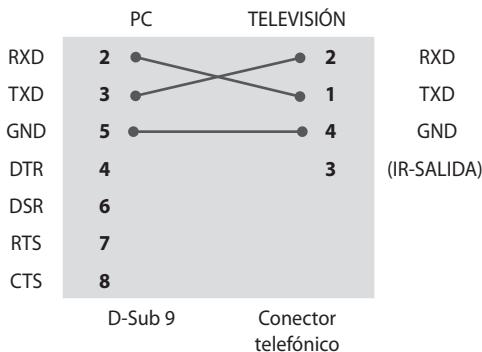 PC TELEVISIÓN
RXD 2 2 RXD
TXD 3 1 TXD
GND 5 4 GND
DTR 4 3 (IR-SALIDA)
DSR 6
RTS 7
CTS 8
D-Sub 9 Conector
telefónico